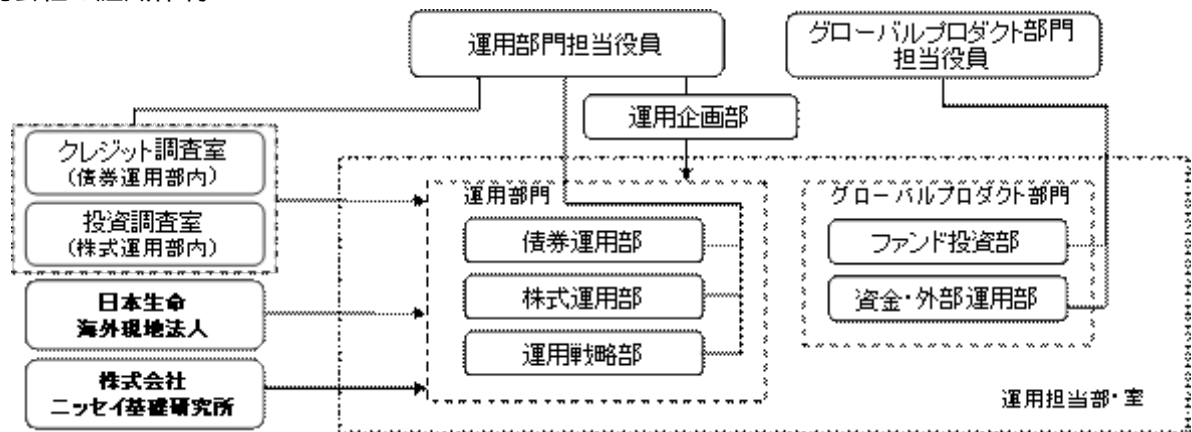 運用部門担当役員
グローバルプロダクト部門
担当役員
運用企画部
クレジット調査室
(債券運用部内)
投資調査室
(株式運用部内)
日本生命
海外現地法人
株式会社
ニッセイ基礎研究所
運用部門
債券運用部
株式運用部
運用戦略部
グローバルプロダクト部門
ファンド投資部
資金・外部運用部
運用担当部・室